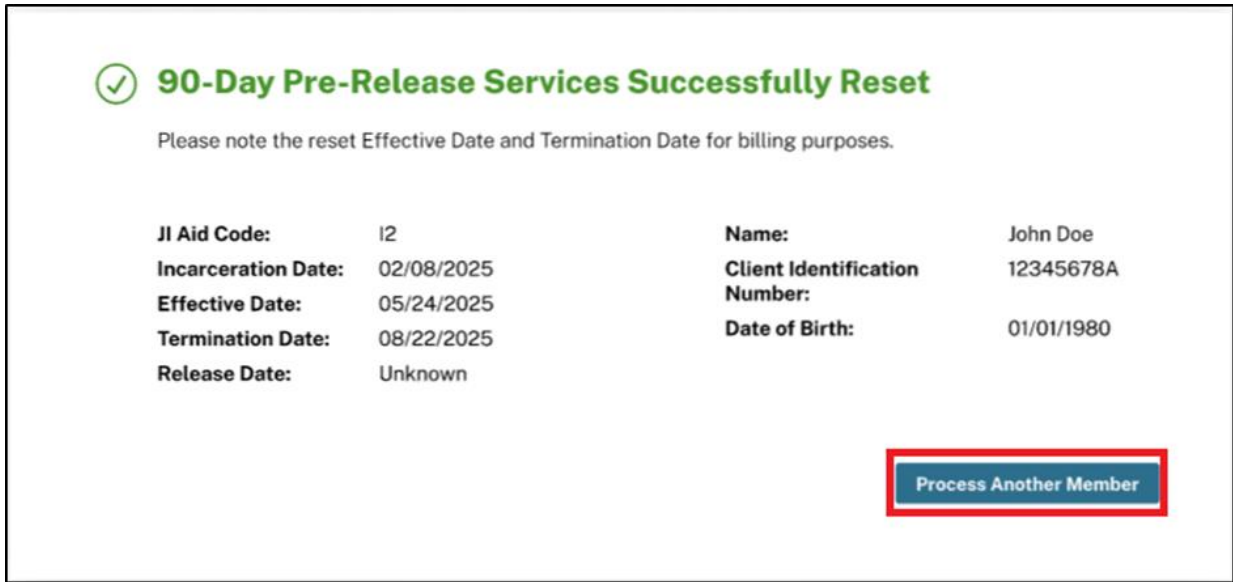 90-Day Pre-Release Services Successfully Reset
Please note the reset Effective Date and Termination Date for billing purposes.
JI Aid Code: I2
Incarceration Date: 02/08/2025
Effective Date: 05/24/2025
Termination Date: 08/22/2025
Release Date: Unknown
Name: John Doe
Client Identification 12345678A
Number:
Date of Birth: 01/01/1980
Process Another Member